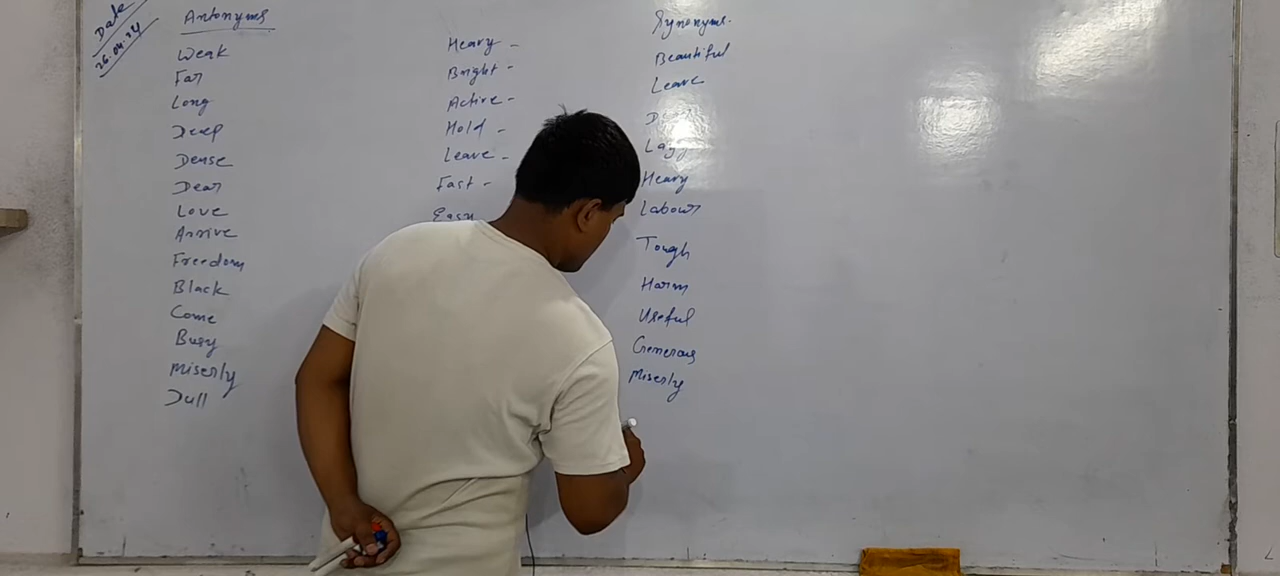 Date
26.04.24
Antonyms
Weak
Far
Long
Deep
Dense
Dear
Love
Arrive
Freedom
Black
Come
Busy
Miserly
Dull
Heavy -
Bright -
Active -
Hold -
Leave -
Fast -
Easy
Synonyms.
Beautiful
Leave
Lazy
Heavy
Labour
Tough
Harm
Useful
Generous
Miserly